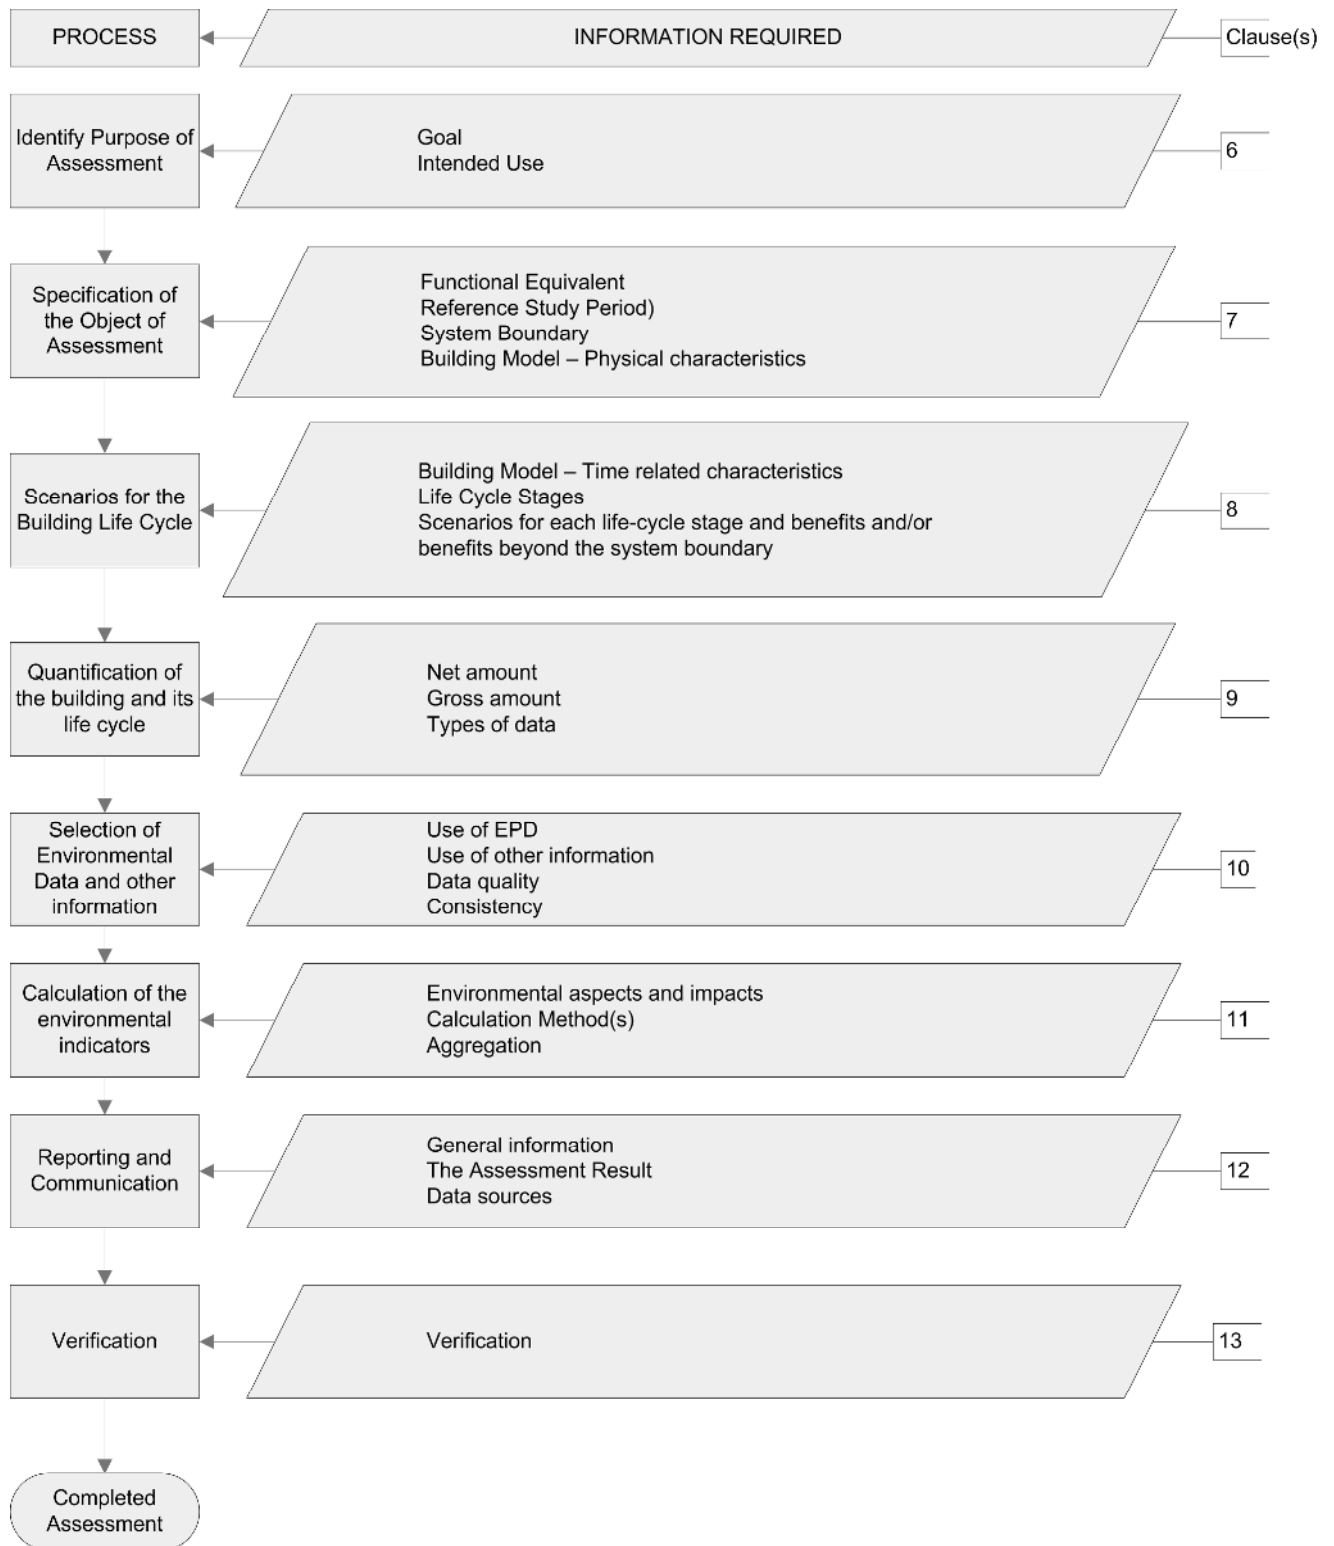 PROCESS
INFORMATION REQUIRED
Clause(s)
Identify Purpose of
Assessment
Goal
Intended Use
6
Specification of
the Object of
Assessment
Functional Equivalent
Reference Study Period)
System Boundary
Building Model – Physical characteristics
7
Scenarios for the
Building Life Cycle
Building Model – Time related characteristics
Life Cycle Stages
Scenarios for each life-cycle stage and benefits and/or
benefits beyond the system boundary
8
Quantification of
the building and its
life cycle
Net amount
Gross amount
Types of data
9
Selection of
Environmental
Data and other
information
Use of EPD
Use of other information
Data quality
Consistency
10
Calculation of the
environmental
indicators
Environmental aspects and impacts
Calculation Method(s)
Aggregation
11
Reporting and
Communication
General information
The Assessment Result
Data sources
12
Verification
Verification
13
Completed
Assessment